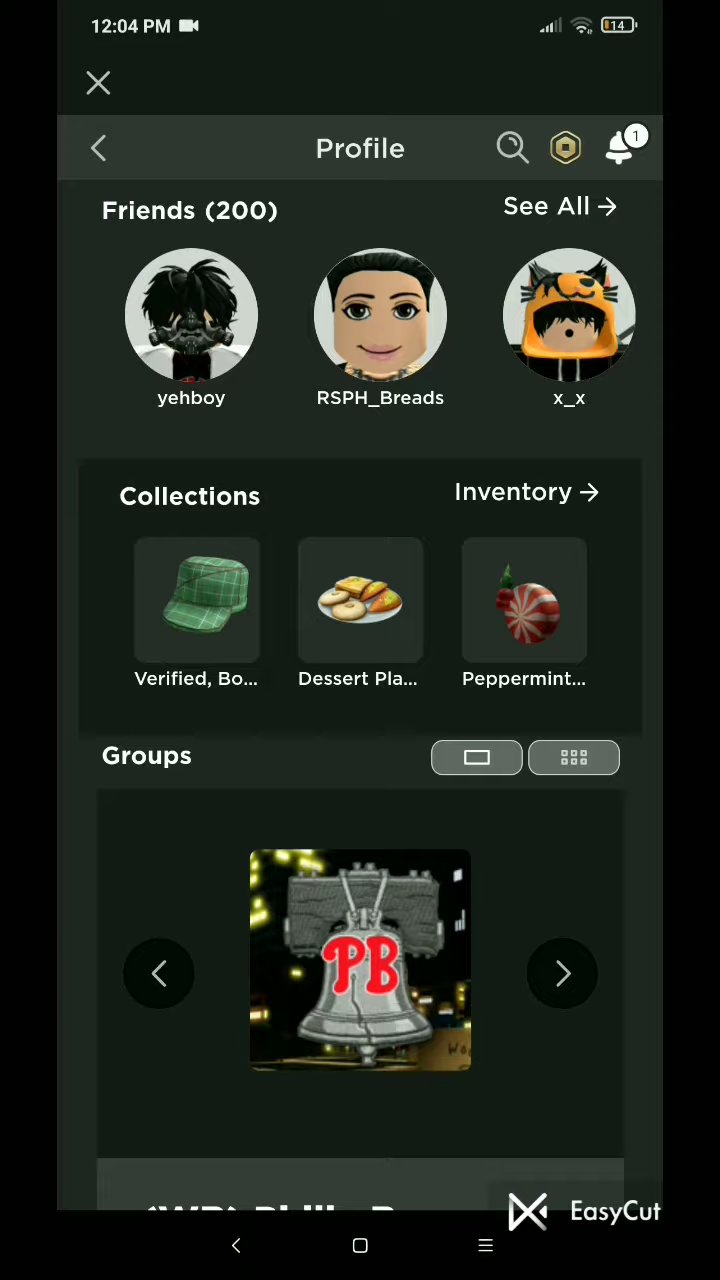 12:04 PM
14
Profile
1
Friends (200)
See All
yehboy
RSPH_Breads
x_x
Collections
Inventory
Verified, Bo...
Dessert Pla...
Peppermint...
Groups
PB
EasyCut